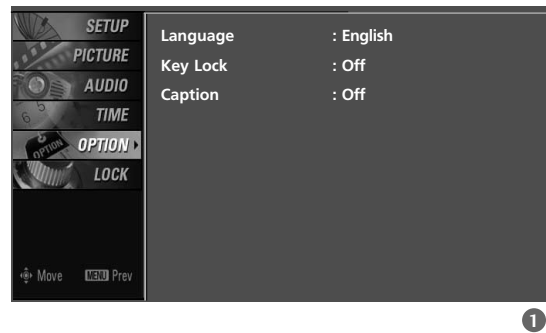 SETUP
PICTURE
AUDIO
TIME
OPTION
LOCK
Move MENU Prev
Language : English
Key Lock : Off
Caption : Off
1